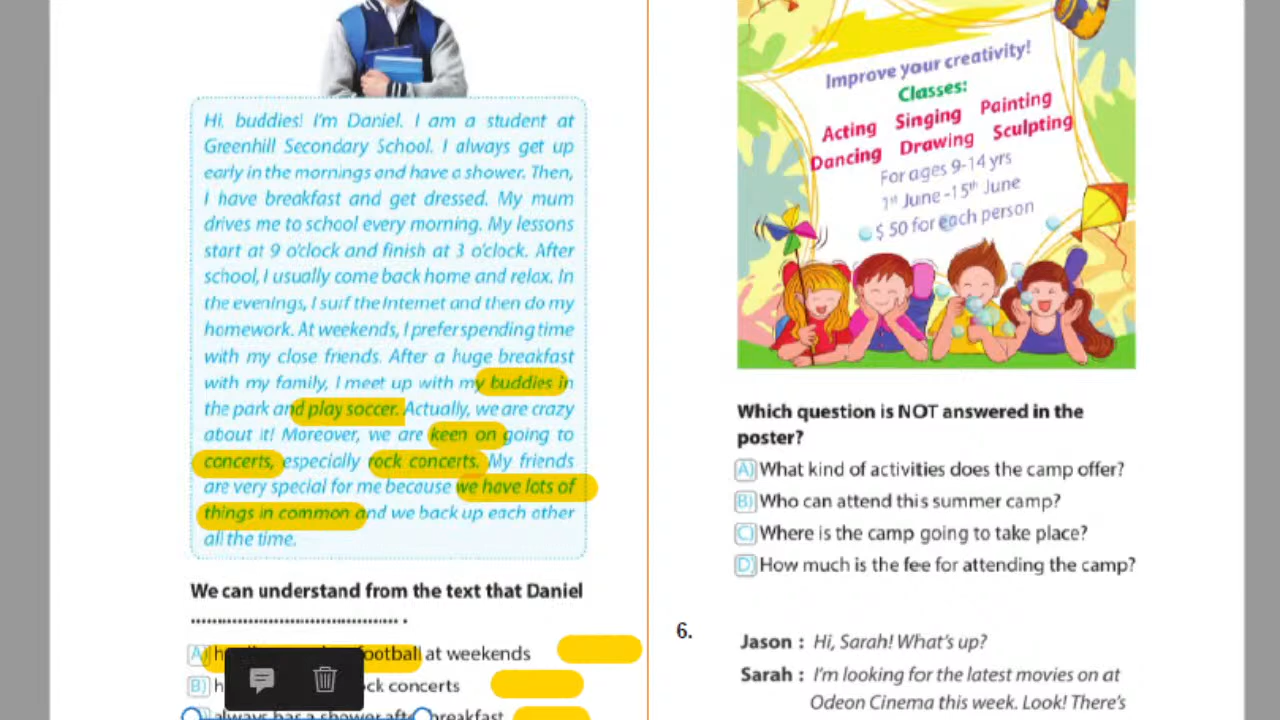 Hi, buddies! I'm Daniel. I am a student at
Greenhill Secondary School. I always get up
early in the mornings and have a shower. Then,
I have breakfast and get dressed. My mum
drives me to school every morning. My lessons
start at 9 o'clock and finish at 3 o'clock. After
school, I usually come back home and relax. In
the evenings, I surf the Internet and then do my
homework. At weekends, I prefer spending time
with my close friends. After a huge breakfast
with my family, I meet up with my buddies in
the park and play soccer. Actually, we are crazy
about it! Moreover, we are keen on going to
concerts, especially rock concerts. My friends
are very special for me because we have lots of
things in common and we back up each other
all the time.
We can understand from the text that Daniel
................................................ .
A) football at weekends
B) rock concerts
always has a shower after breakfast
Improve your creativity!
Classes:
Acting Singing Painting
Dancing Drawing Sculpting
For ages 9-14 yrs
1st June -15th June
$ 50 for each person
Which question is NOT answered in the
poster?
A) What kind of activities does the camp offer?
B) Who can attend this summer camp?
C) Where is the camp going to take place?
D) How much is the fee for attending the camp?
6.
Jason : Hi, Sarah! What's up?
Sarah : I'm looking for the latest movies on at
Odeon Cinema this week. Look! There's